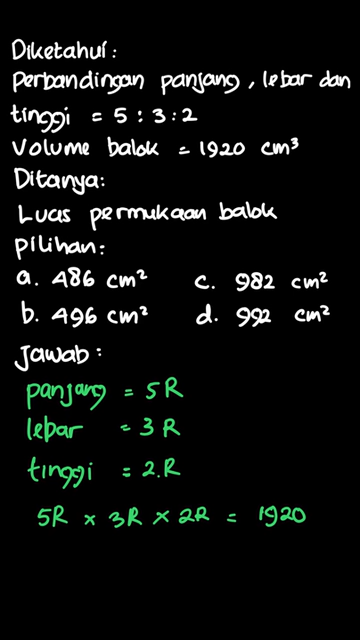 Diketahui:
Perbandingan panjang, lebar dan
tinggi = 5 : 3 : 2
Volume balok = 1920 cm³
Ditanya:
Luas permukaan balok
Pilihan:
a. 486 cm² c. 982 cm²
b. 496 cm² d. 992 cm²
Jawab:
panjang = 5R
lebar = 3R
tinggi = 2.R
5R × 3R × 2R = 1920